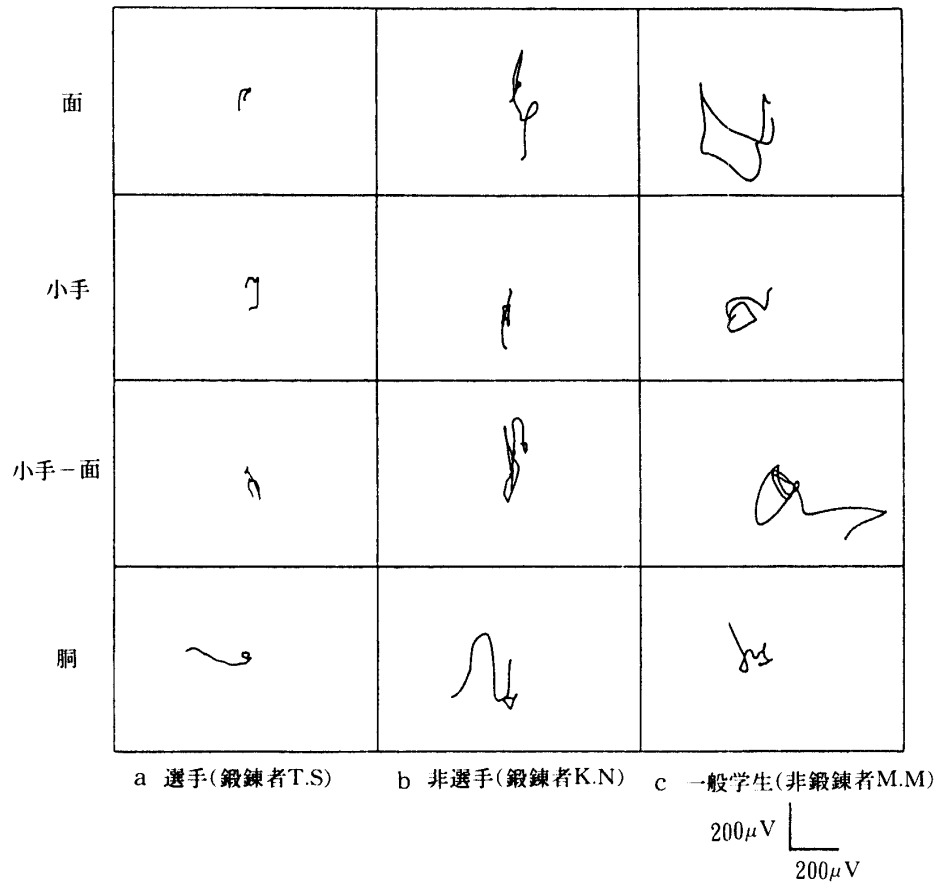 面
小手
小手－面
胴
a 選手(鍛錬者T.S)
b 非選手(鍛錬者K.N)
c 一般学生(非鍛錬者M.M)
200μV
200μV